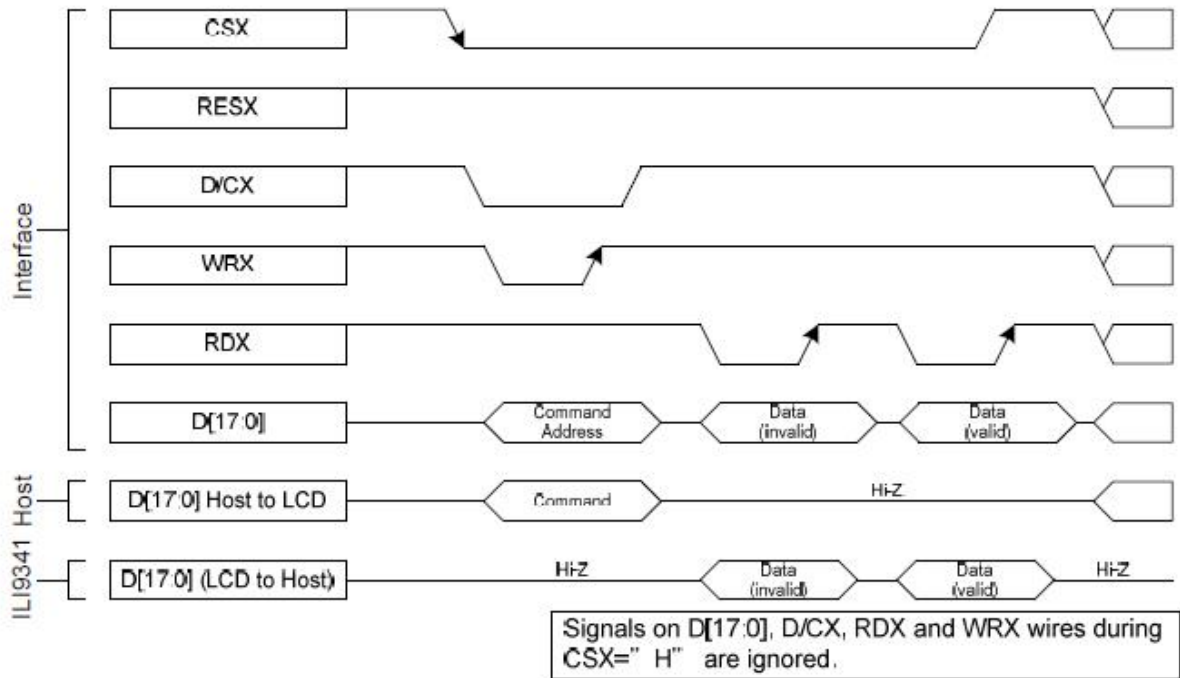 Interface
CSX
RESX
D/CX
WRX
RDX
D[17:0]
Command
Address
Data
(invalid)
Data
(valid)
Host
D[17:0] Host to LCD
Command
Hi-Z
ILI9341
D[17:0] (LCD to Host)
Hi-Z
Data
(invalid)
Data
(valid)
Hi-Z
Signals on D[17:0], D/CX, RDX and WRX wires during
CSX=" H" are ignored.